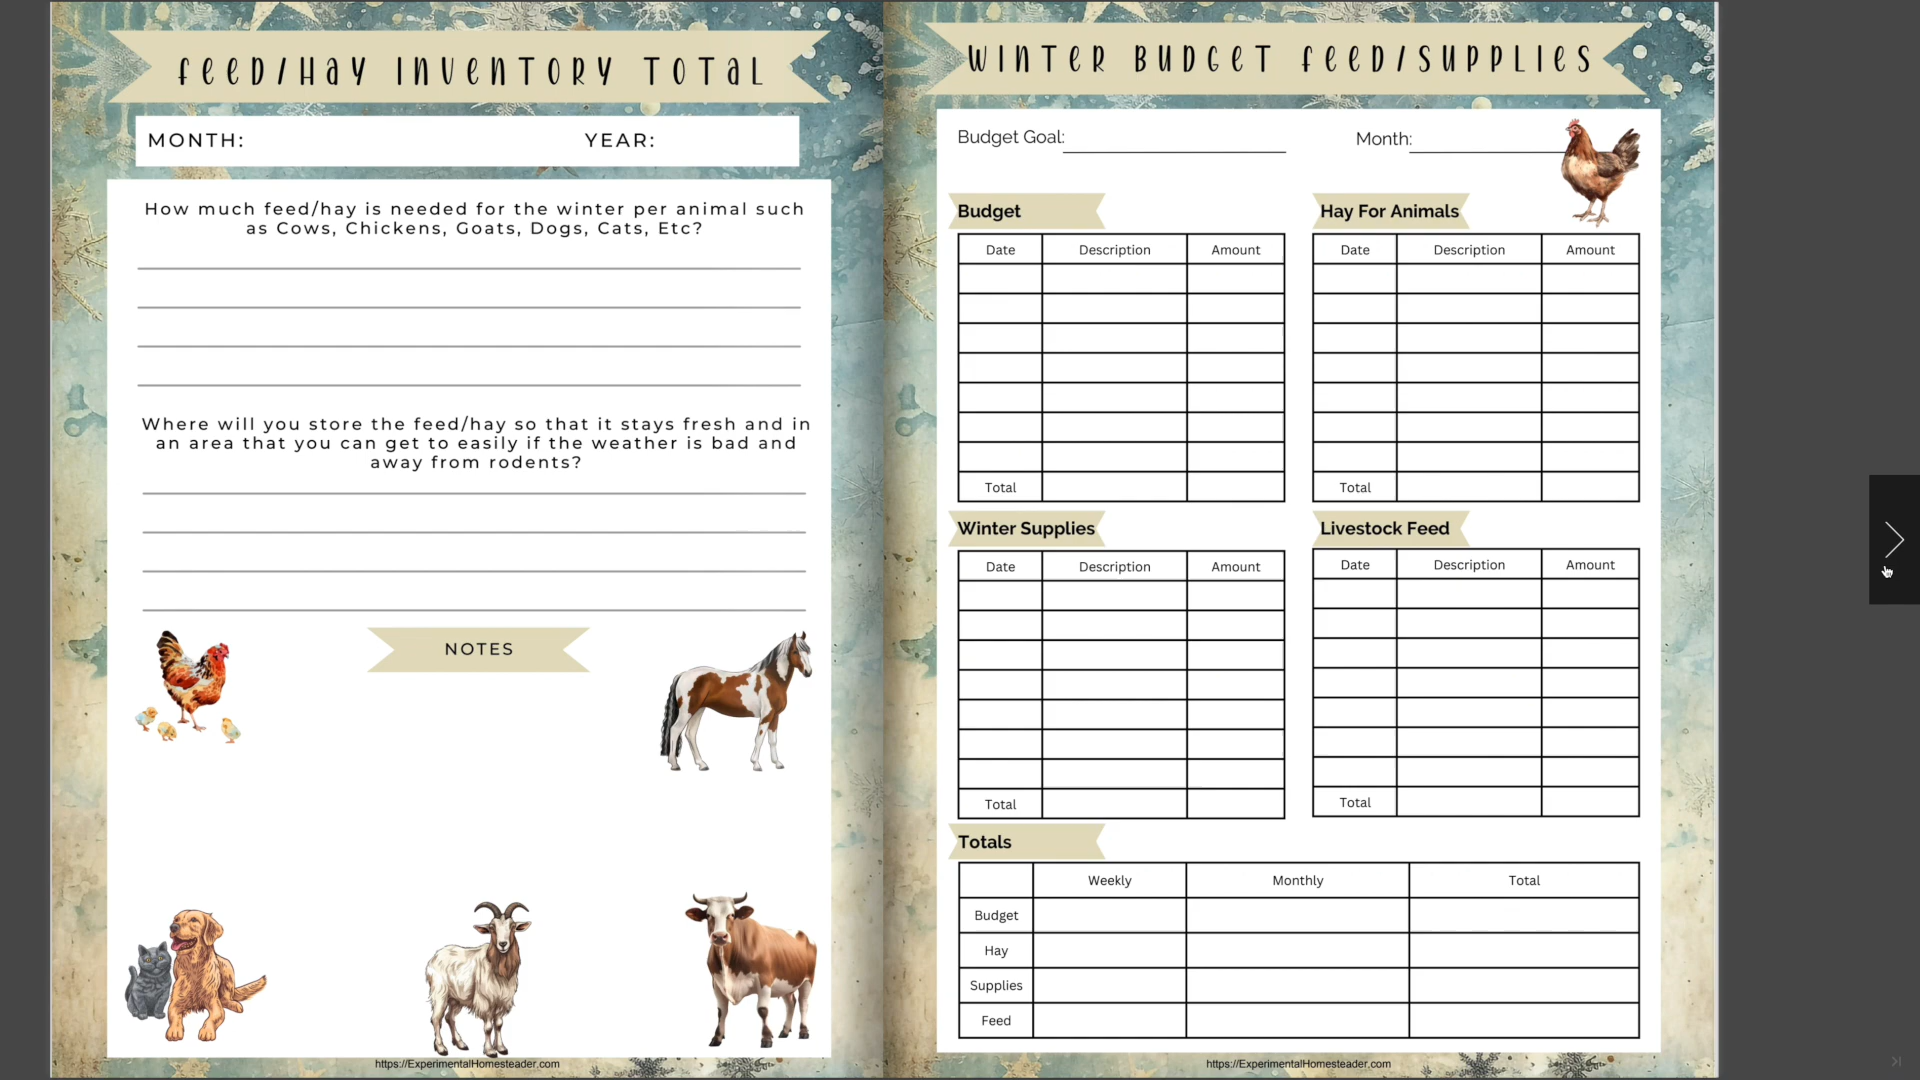 FEED/HAY INVENTORY TOTAL
MONTH: YEAR:
How much feed/hay is needed for the winter per animal such
as Cows, Chickens, Goats, Dogs, Cats, Etc?
Where will you store the feed/hay so that it stays fresh and in
an area that you can get to easily if the weather is bad and
away from rodents?
NOTES
https://ExperimentalHomesteader.com
WINTER BUDGET FEED/SUPPLIES
Budget Goal: Month:
Budget
Date Description Amount
Total
Hay For Animals
Date Description Amount
Total
Winter Supplies
Date Description Amount
Total
Livestock Feed
Date Description Amount
Total
Totals
Weekly Monthly Total
Budget
Hay
Supplies
Feed
https://ExperimentalHomesteader.com